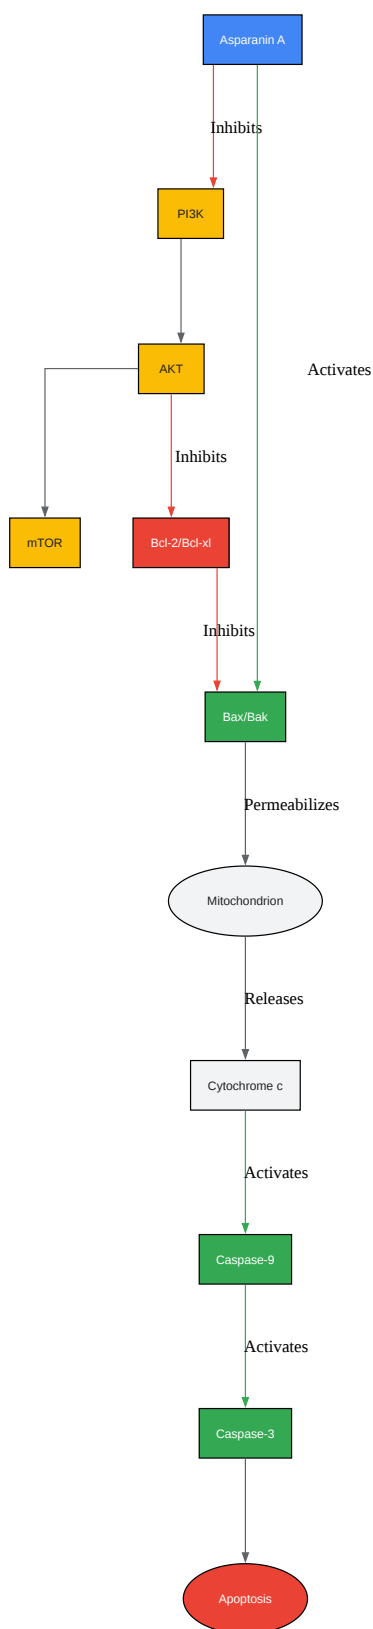 Asparanin A
Inhibits
PI3K
Activates
AKT
Inhibits
mTOR
Bcl-2/Bcl-xl
Inhibits
Bax/Bak
Permeabilizes
Mitochondrion
Releases
Cytochrome c
Activates
Caspase-9
Activates
Caspase-3
Apoptosis